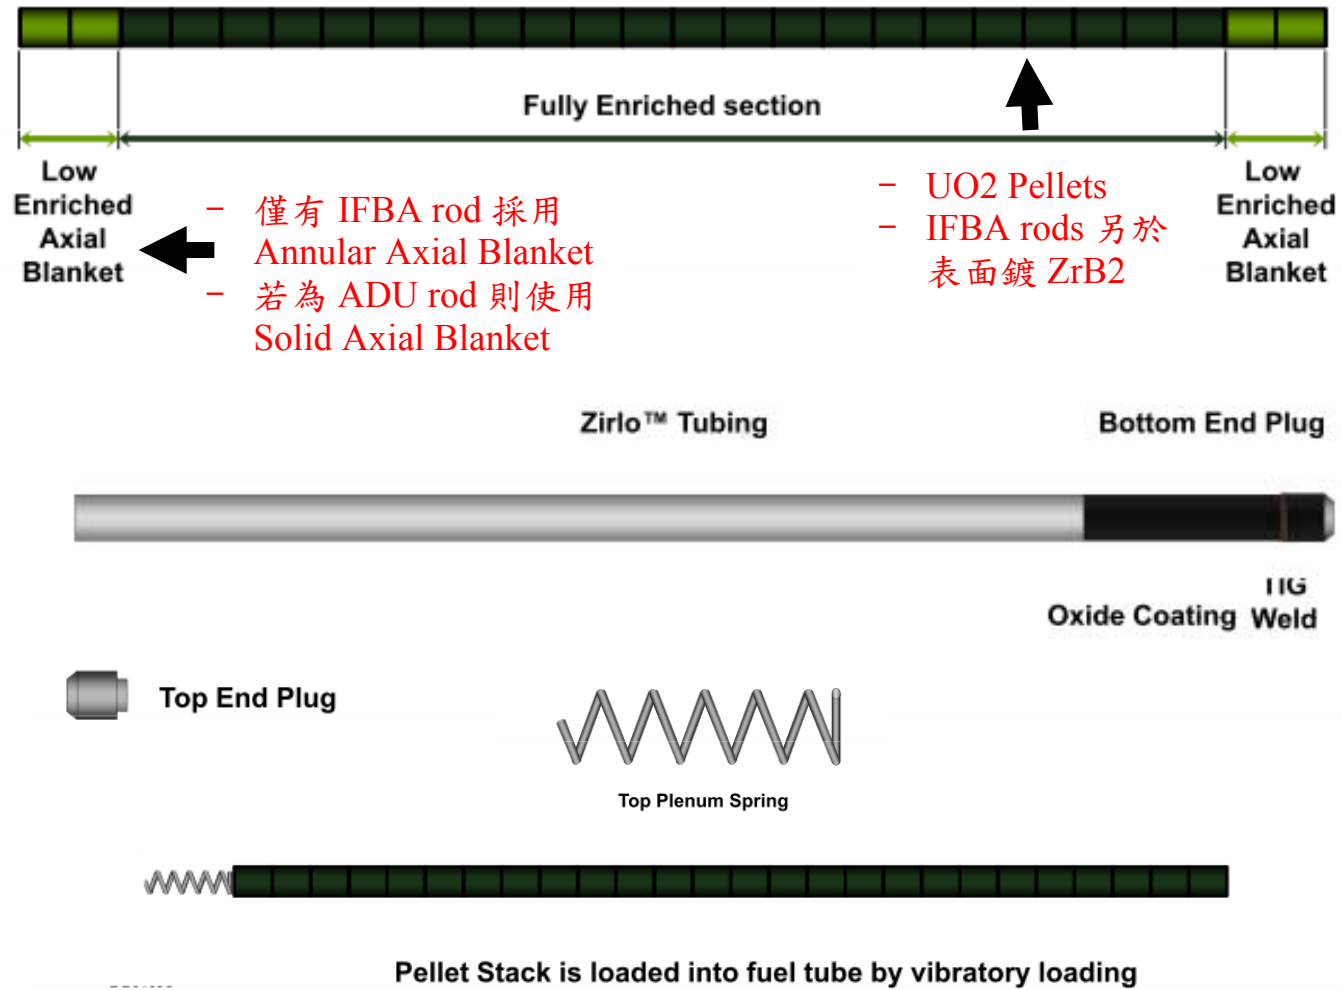 Fully Enriched section
Low
Enriched
Axial
Blanket
- 僅有 IFBA rod 採用
Annular Axial Blanket
- 若為 ADU rod 則使用
Solid Axial Blanket
- UO2 Pellets
- IFBA rods 另於
表面鍍 ZrB2
Low
Enriched
Axial
Blanket
Zirlo™ Tubing
Bottom End Plug
Oxide Coating
TIG
Weld
Top End Plug
Top Plenum Spring
Pellet Stack is loaded into fuel tube by vibratory loading